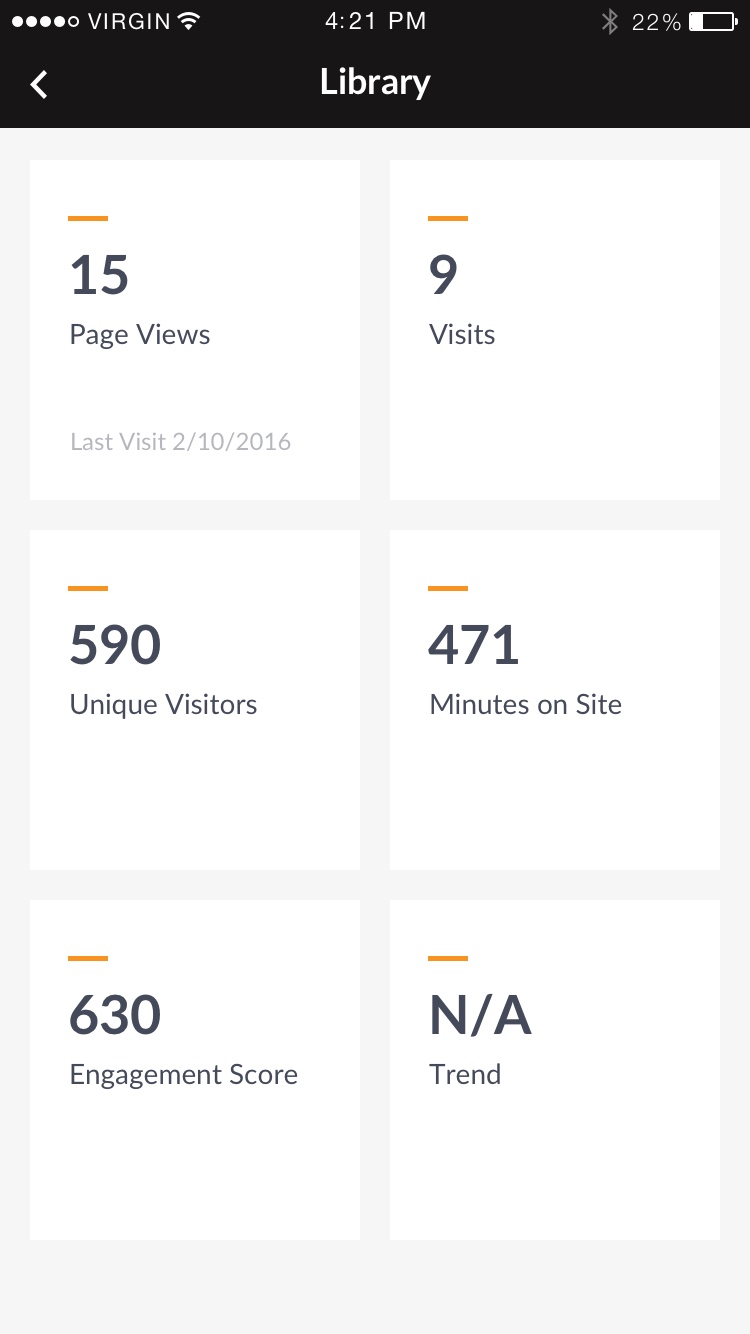 VIRGIN 4:21 PM 22%
Library
15
Page Views
Last Visit 2/10/2016
9
Visits
590
Unique Visitors
471
Minutes on Site
630
Engagement Score
N/A
Trend